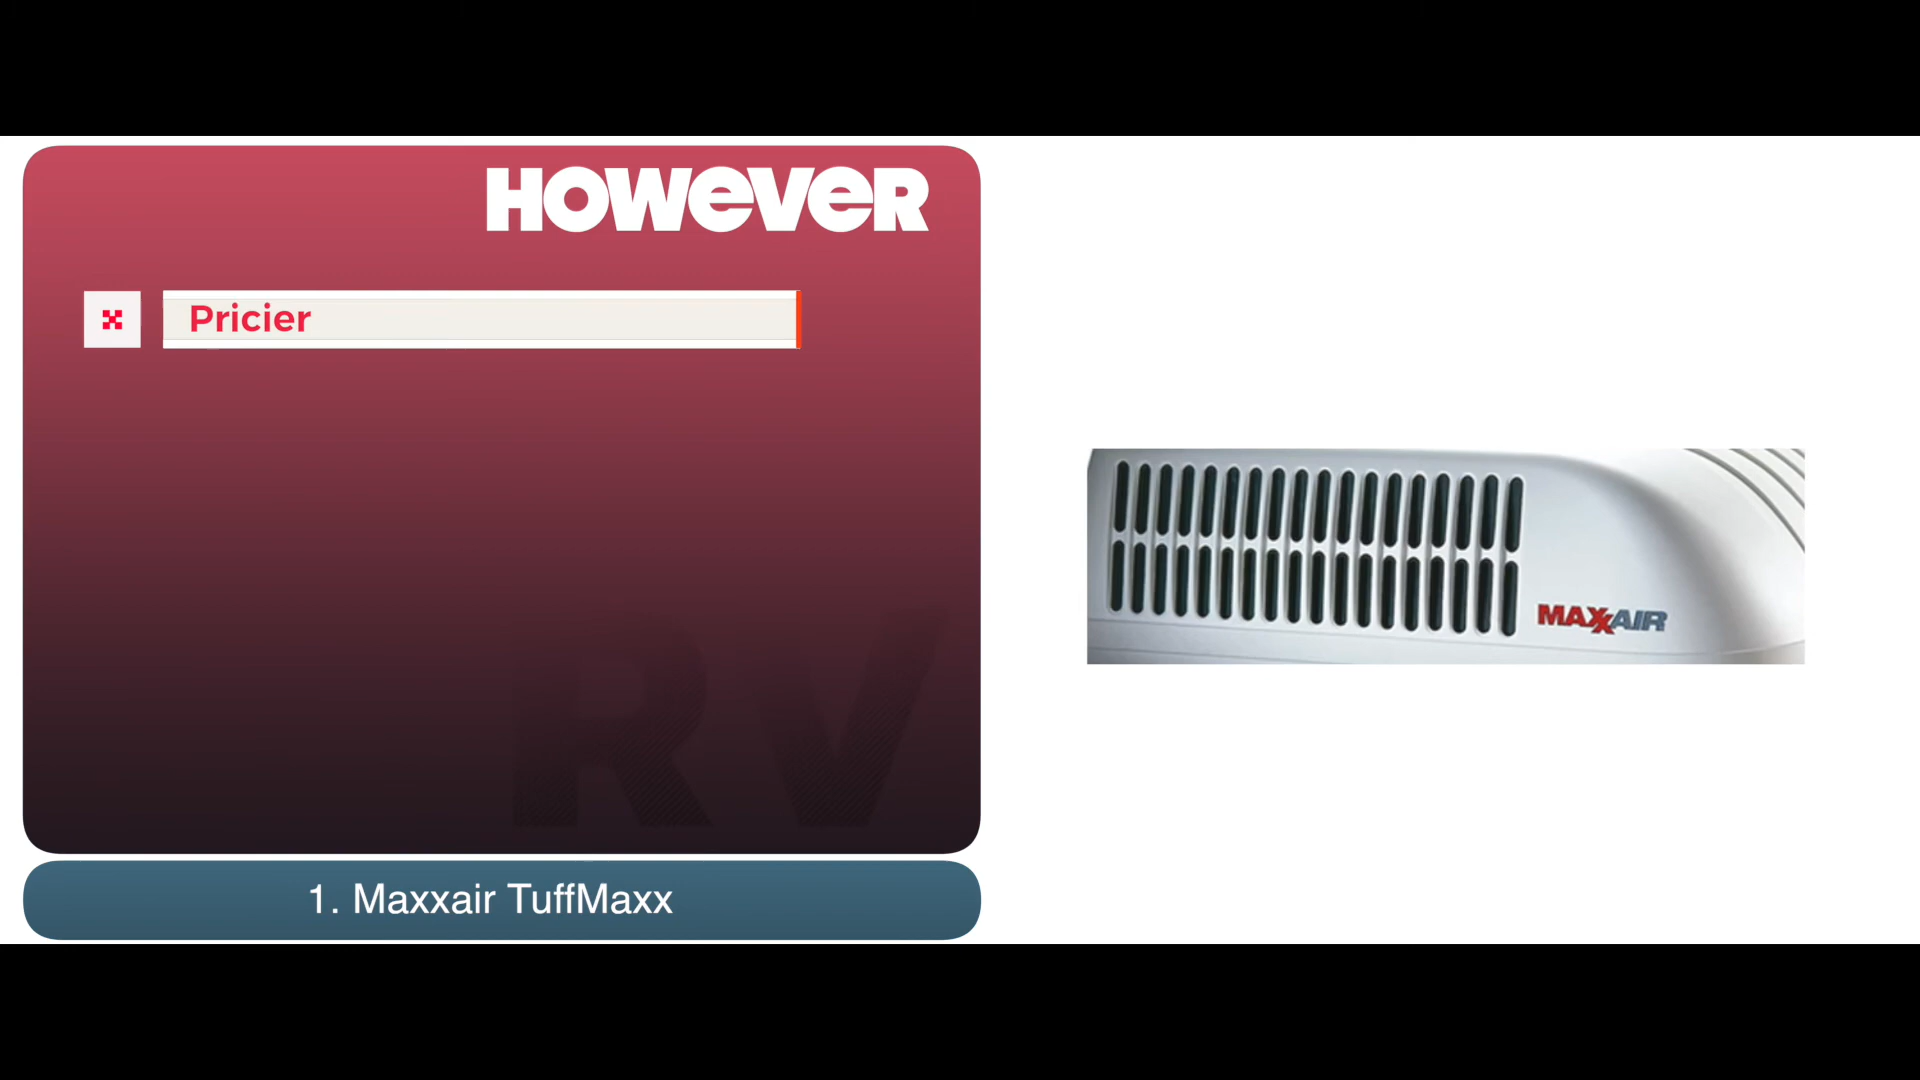 HOWeVeR
Pricier
RV
1. Maxxair TuffMaxx
MAXXAIR